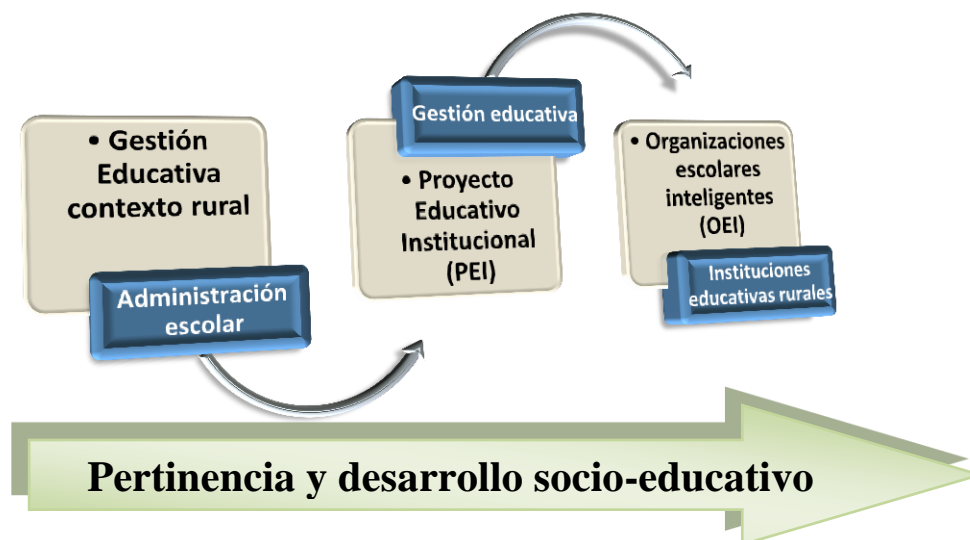 • Gestión
Educativa
contexto rural
Administración
escolar
Gestión educativa
• Proyecto
Educativo
Institucional
(PEI)
• Organizaciones
escolares
inteligentes
(OEI)
Instituciones
educativas rurales
Pertinencia y desarrollo socio-educativo